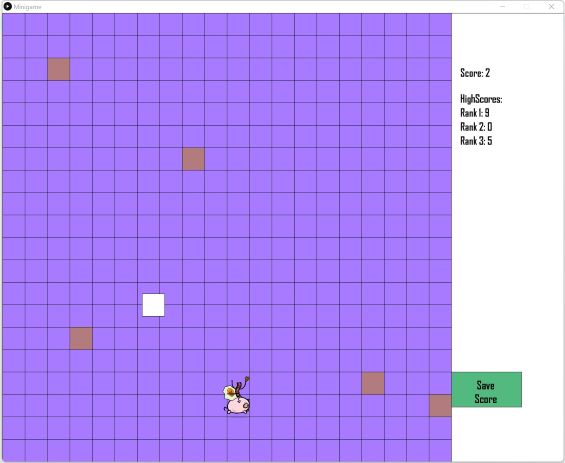 Minigame
Score: 2
HighScores:
Rank 1: 9
Rank 2: 0
Rank 3: 5
Save
Score